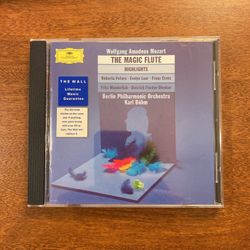 Wolfgang Amadeus Mozart
THE MAGIC FLUTE
HIGHLIGHTS
Roberta Peters · Evelyn Lear · Franz Crass
Fritz Wunderlich · Dietrich Fischer-Dieskau
Berlin Philharmonic Orchestra
Karl Böhm
THE WALL
Lifetime
Music
Guarantee